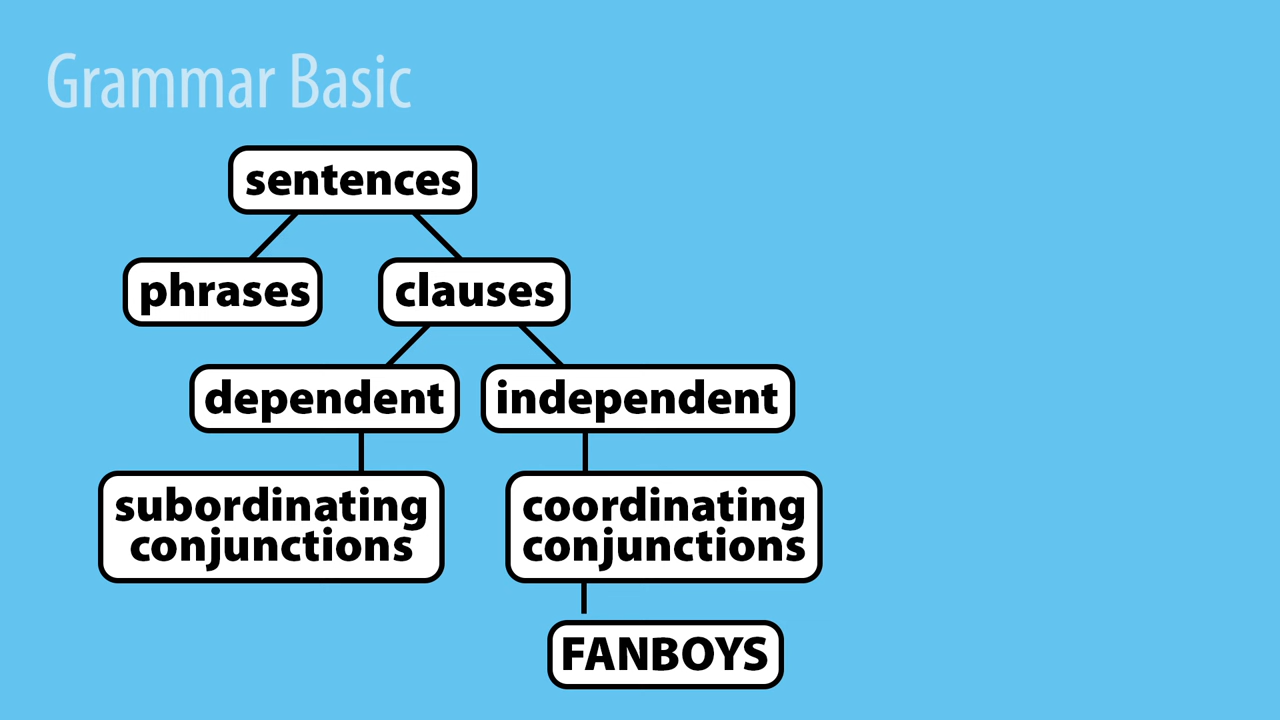 Grammar Basic
sentences
phrases
clauses
dependent
independent
subordinating
conjunctions
coordinating
conjunctions
FANBOYS